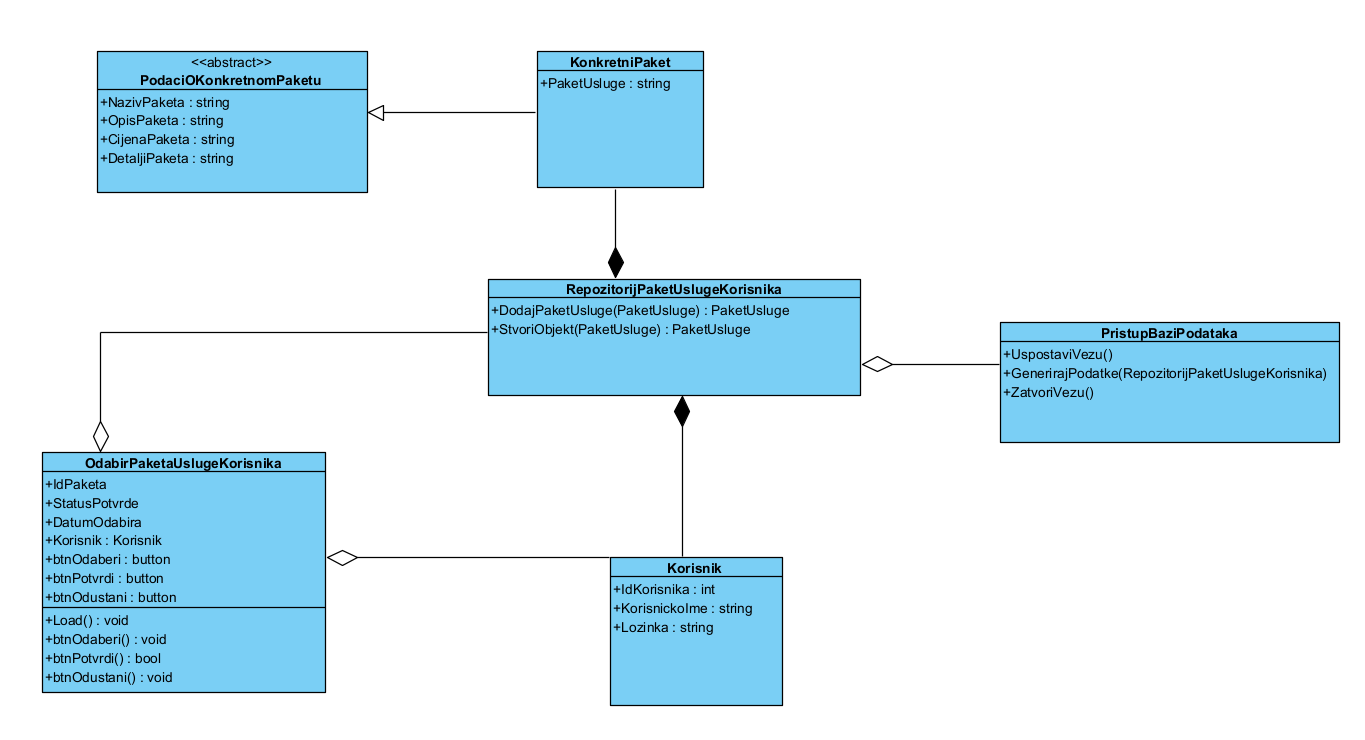 <<abstract>>
PodaciOKonkretnomPaketu
+NazivPaketa : string
+OpisPaketa : string
+CijenaPaketa : string
+DetaljiPaketa : string
KonkretniPaket
+PaketUsluge : string
RepozitorijPaketUslugeKorisnika
+DodajPaketUsluge(PaketUsluge) : PaketUsluge
+StvoriObjekt(PaketUsluge) : PaketUsluge
PristupBaziPodataka
+UspostaviVezu()
+GenerirajPodatke(RepozitorijPaketUslugeKorisnika)
+ZatvoriVezu()
OdabirPaketaUslugeKorisnika
+IdPaketa
+StatusPotvrde
+DatumOdabira
+Korisnik : Korisnik
+btnOdaberi : button
+btnPotvrdi : button
+btnOdustani : button
+Load() : void
+btnOdaberi() : void
+btnPotvrdi() : bool
+btnOdustani() : void
Korisnik
+IdKorisnika : int
+KorisnickoIme : string
+Lozinka : string